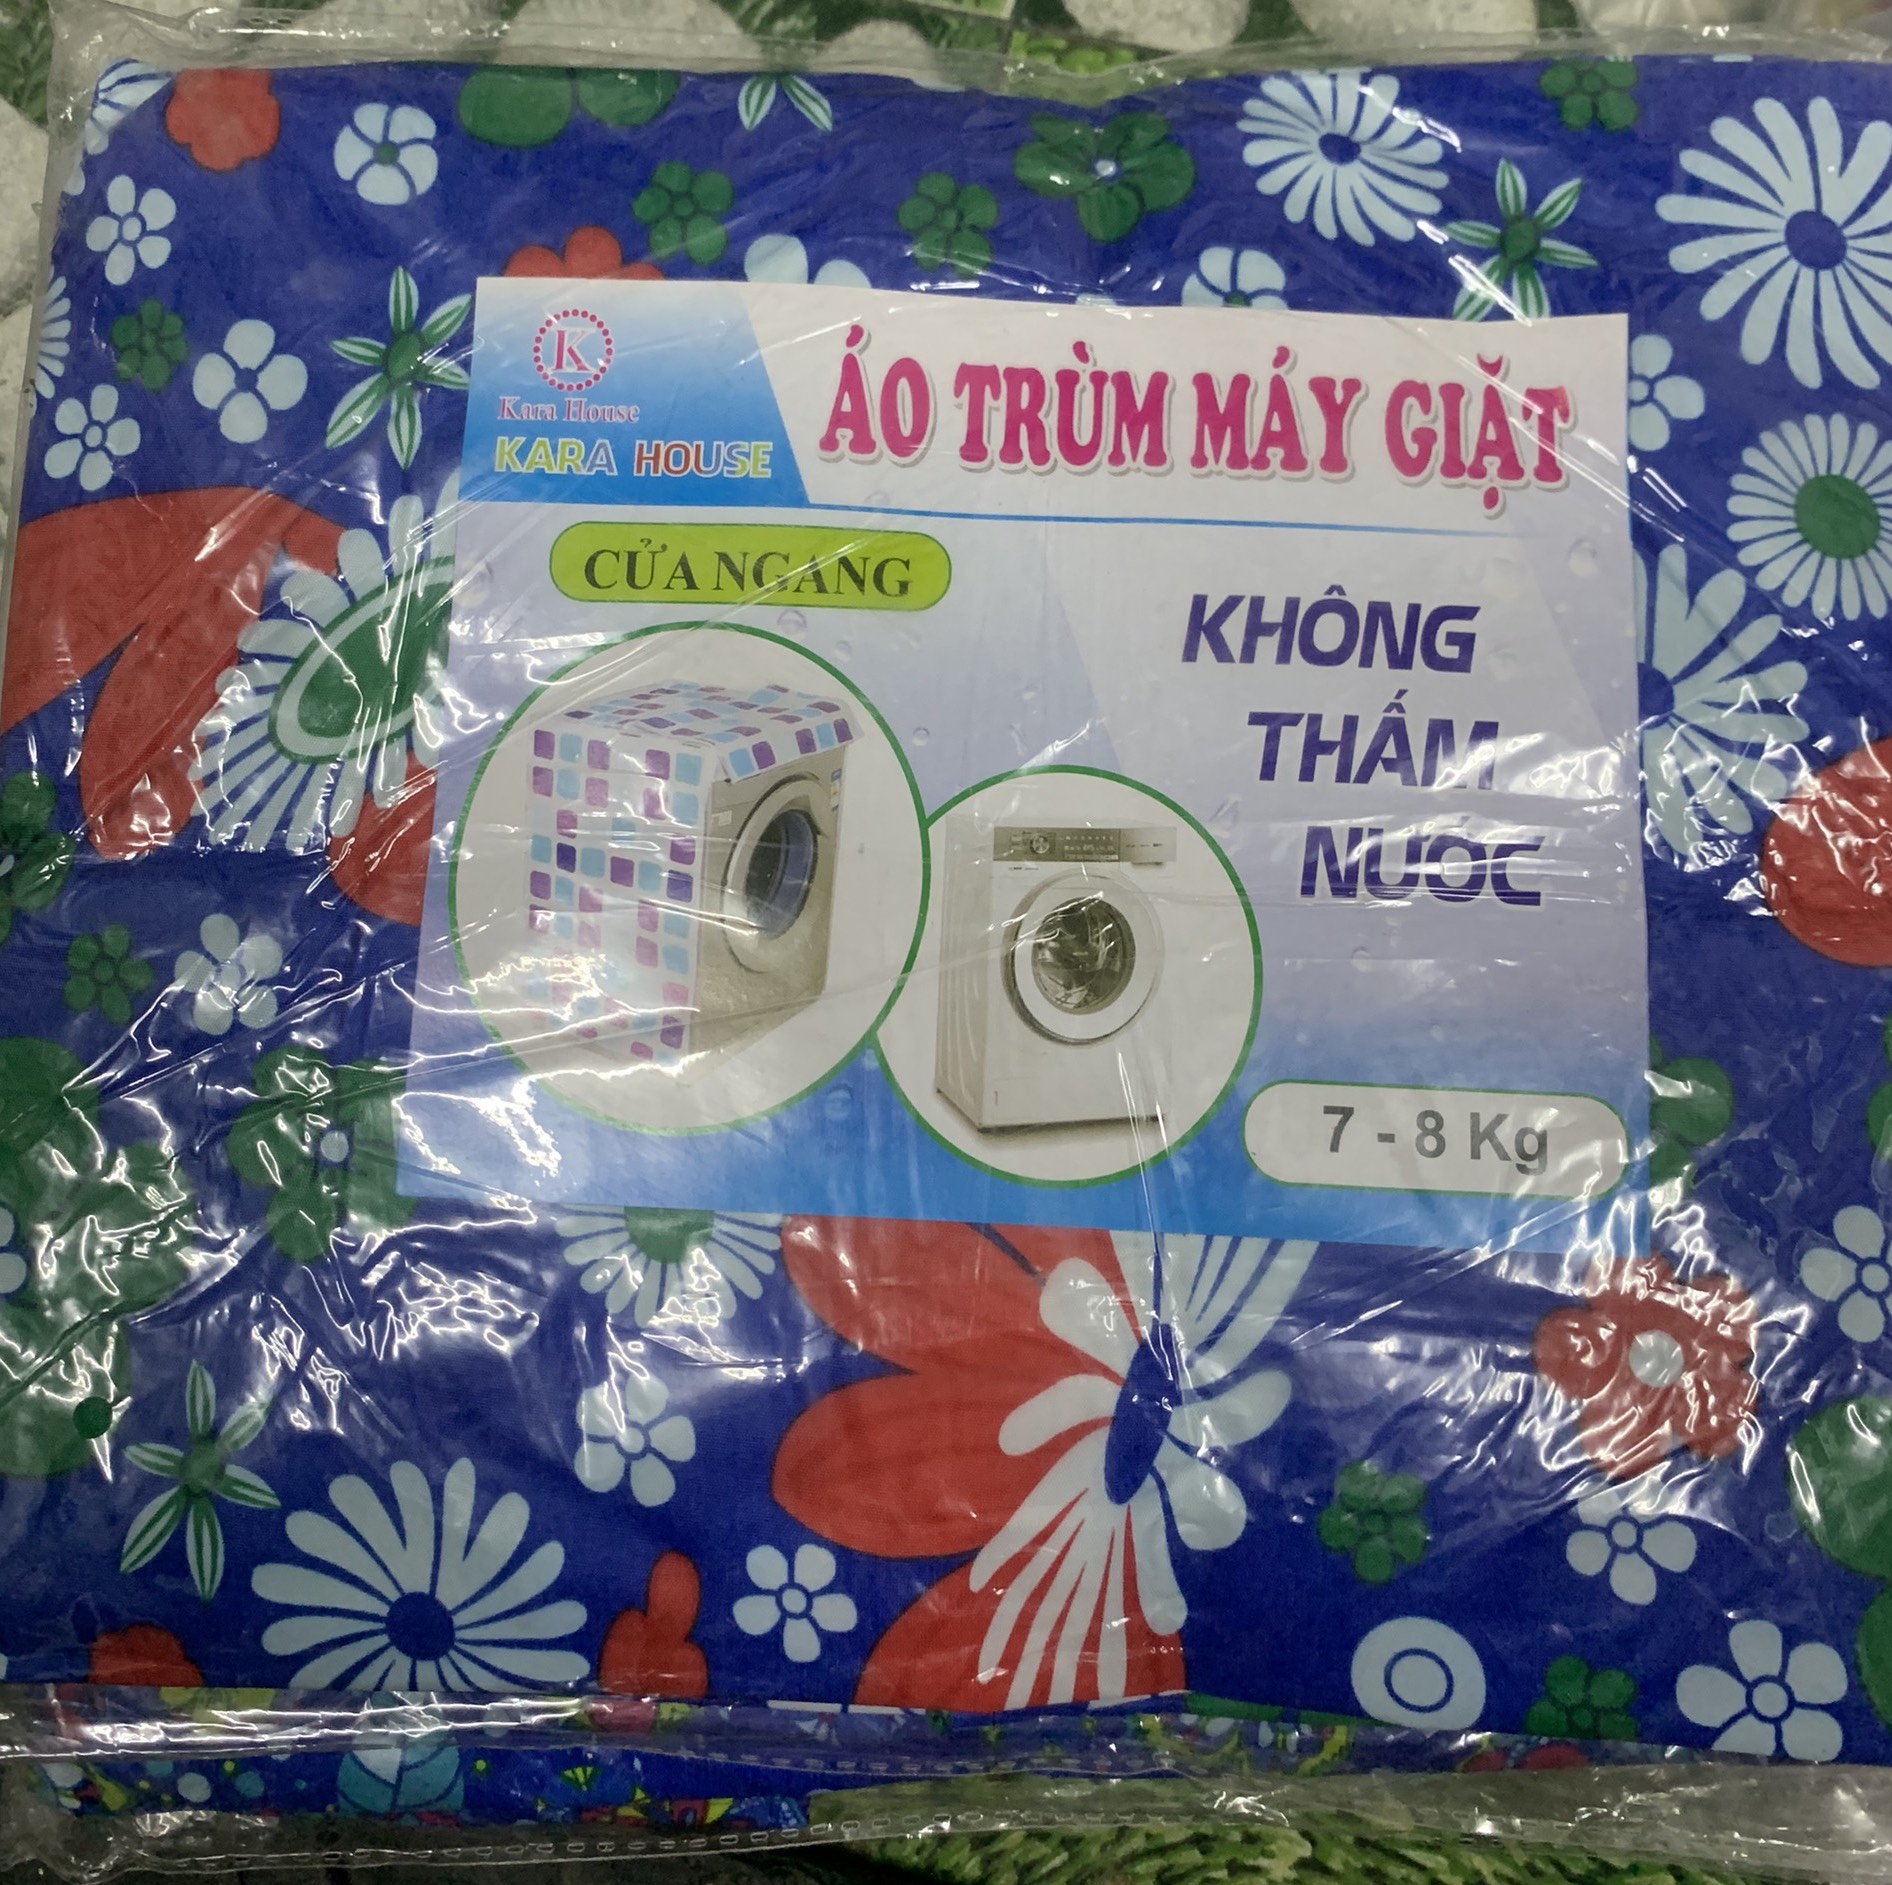 K
Kara House
KARA HOUSE
ÁO TRÙM MÁY GIẶT
CỬA NGANG
KHÔNG
THẤM
NƯỚC
7 - 8 Kg